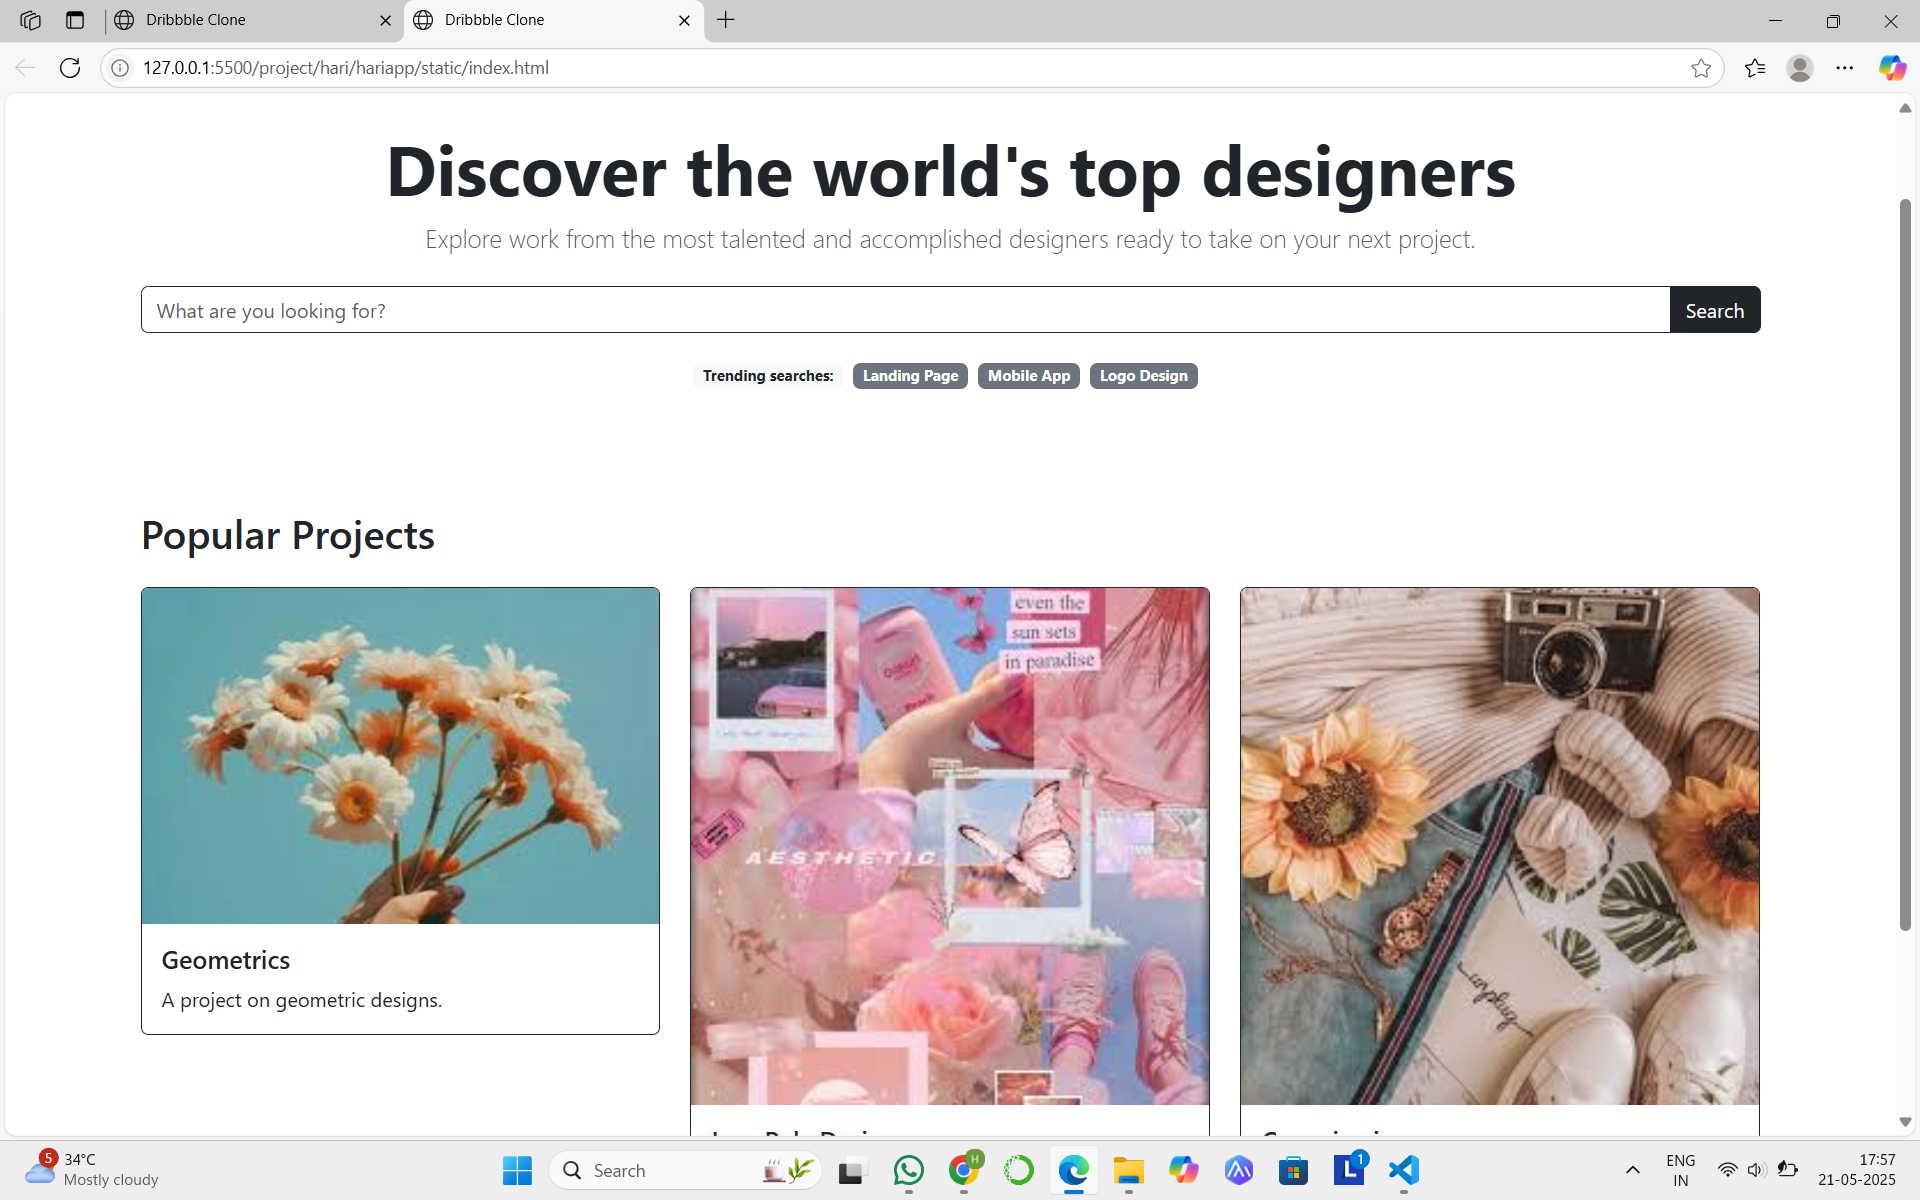 Dribbble Clone
Dribbble Clone
127.0.0.1:5500/project/hari/hariapp/static/index.html
Discover the world's top designers
Explore work from the most talented and accomplished designers ready to take on your next project.
What are you looking for?
Search
Trending searches:
Landing Page
Mobile App
Logo Design
Popular Projects
even the
sun sets
in paradise
AESTHETIC
unplug
Geometrics
A project on geometric designs.
5
34°C
Mostly cloudy
Search
H
L
1
ENG
IN
17:57
21-05-2025